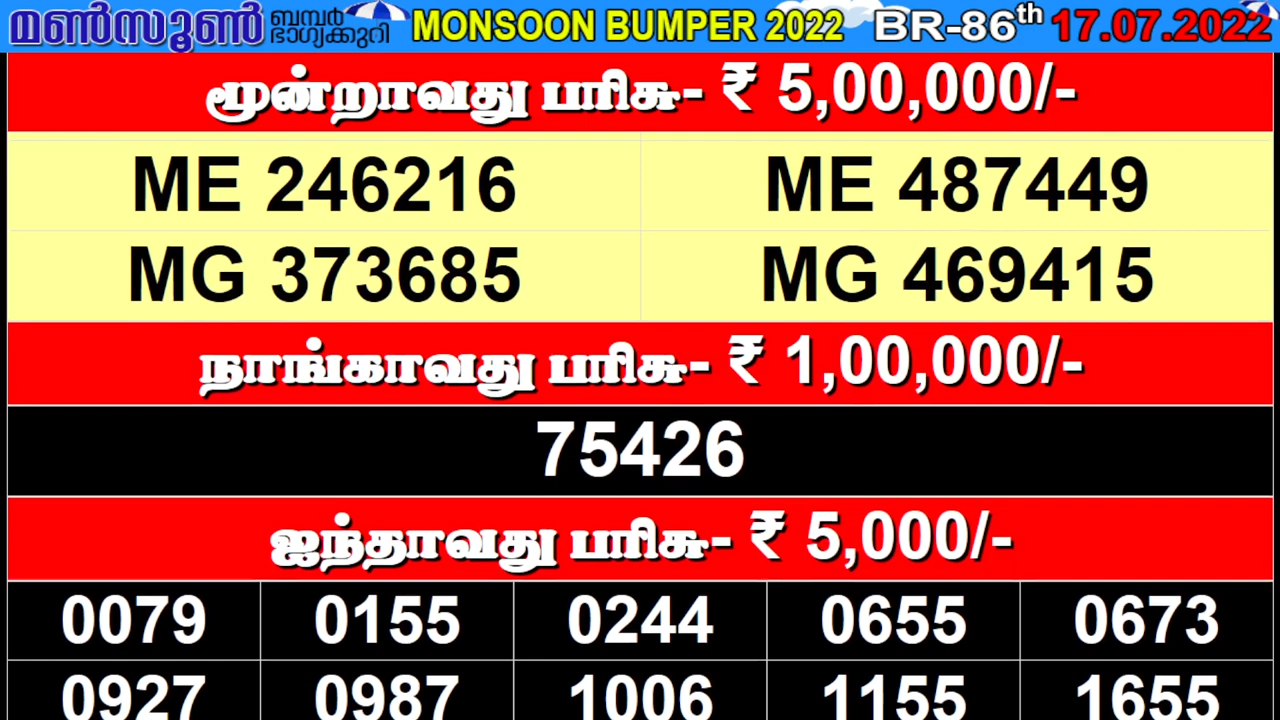 മൺസൂൺ ബമ്പർ ഭാഗ്യക്കുറി MONSOON BUMPER 2022 BR-86th 17.07.2022
மூன்றாவது பரிசு- ₹ 5,00,000/-
ME 246216 ME 487449
MG 373685 MG 469415
நாங்காவது பரிசு- ₹ 1,00,000/-
75426
ஐந்தாவது பரிசு- ₹ 5,000/-
0079 0155 0244 0655 0673
0927 0987 1006 1155 1655